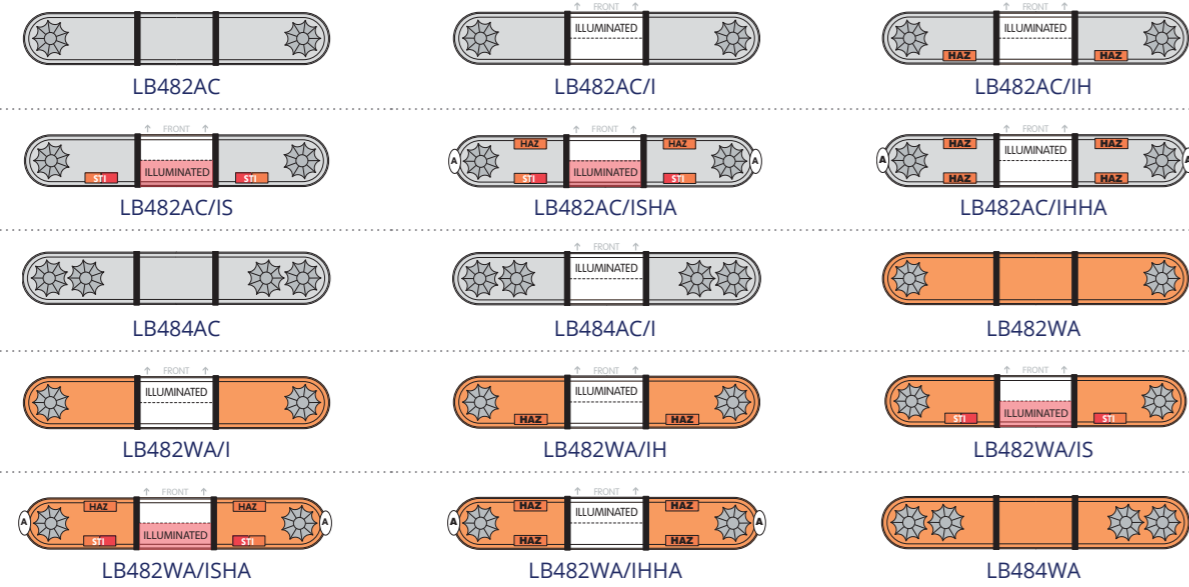 ↑ FRONT ↑ ↑ FRONT ↑
ILLUMINATED ILLUMINATED
HAZ HAZ
LB482AC LB482AC/I LB482AC/IH
↑ FRONT ↑ ↑ FRONT ↑ ↑ FRONT ↑
HAZ HAZ HAZ ILLUMINATED HAZ
A A A A
STI ILLUMINATED STI STI ILLUMINATED STI HAZ HAZ
LB482AC/IS LB482AC/ISHA LB482AC/IHHA
↑ FRONT ↑
ILLUMINATED
LB484AC LB484AC/I LB482WA
↑ FRONT ↑ ↑ FRONT ↑ ↑ FRONT ↑
ILLUMINATED ILLUMINATED
HAZ HAZ STI ILLUMINATED STI
LB482WA/I LB482WA/IH LB482WA/IS
↑ FRONT ↑ ↑ FRONT ↑
HAZ HAZ HAZ ILLUMINATED HAZ
A A A A
STI ILLUMINATED STI HAZ HAZ
LB482WA/ISHA LB482WA/IHHA LB484WA